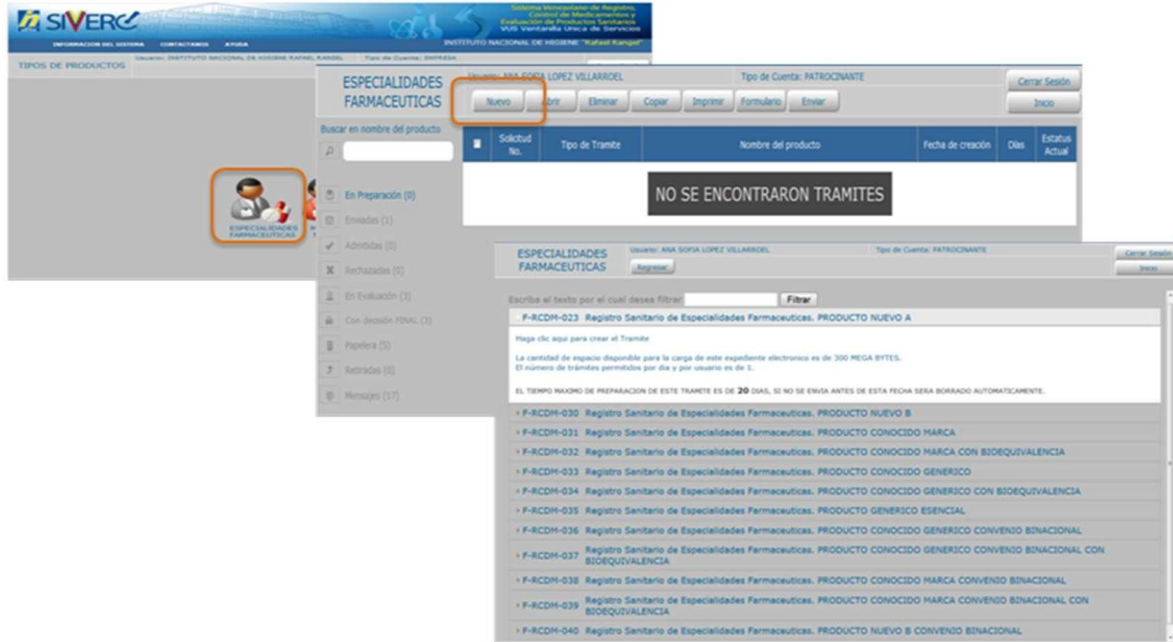 SIVERC
Sistema Venezolano de Registro,
Control de Medicamentos y
Evaluación de Productos Sanitarios
VUS Ventanilla Unica de Servicios
INFORMACION DEL SISTEMA CONTACTANOS AYUDA
INSTITUTO NACIONAL DE HIGIENE "Rafael Rangel"
TIPOS DE PRODUCTOS
Usuario: INSTITUTO NACIONAL DE HIGIENE RAFAEL RANGEL Tipo de Cuenta: EMPRESA
ESPECIALIDADES
FARMACEUTICAS
ESPECIALIDADES
FARMACEUTICAS
Usuario: ANA SOFIA LOPEZ VILLARROEL Tipo de Cuenta: PATROCINANTE
Cerrar Sesión
Nuevo Abrir Eliminar Copiar Imprimir Formulario Enviar
Inicio
Buscar en nombre del producto
Solicitud No. Tipo de Tramite Nombre del producto Fecha de creación Días Estatus Actual
NO SE ENCONTRARON TRAMITES
En Preparación (0)
Enviadas (1)
Admitidas (0)
Rechazadas (0)
En Evaluación (3)
Con decisión FINAL (3)
Papelera (5)
Retiradas (0)
Mensajes (17)
ESPECIALIDADES
FARMACEUTICAS
Usuario: ANA SOFIA LOPEZ VILLARROEL Tipo de Cuenta: PATROCINANTE
Cerrar Sesión
Regresar
Inicio
Escriba el texto por el cual desea filtrar Filtrar
F-RCDM-023 Registro Sanitario de Especialidades Farmaceuticas. PRODUCTO NUEVO A
Haga clic aqui para crear el Tramite
La cantidad de espacio disponible para la carga de este expediente electronico es de 300 MEGA BYTES.
El número de trámites permitidos por dia y por usuario es de 1.
EL TIEMPO MAXIMO DE PREPARACION DE ESTE TRAMITE ES DE 20 DIAS, SI NO SE ENVIA ANTES DE ESTA FECHA SERA BORRADO AUTOMATICAMENTE.
F-RCDM-030 Registro Sanitario de Especialidades Farmaceuticas. PRODUCTO NUEVO B
F-RCDM-031 Registro Sanitario de Especialidades Farmaceuticas. PRODUCTO CONOCIDO MARCA
F-RCDM-032 Registro Sanitario de Especialidades Farmaceuticas. PRODUCTO CONOCIDO MARCA CON BIOEQUIVALENCIA
F-RCDM-033 Registro Sanitario de Especialidades Farmaceuticas. PRODUCTO CONOCIDO GENERICO
F-RCDM-034 Registro Sanitario de Especialidades Farmaceuticas. PRODUCTO CONOCIDO GENERICO CON BIOEQUIVALENCIA
F-RCDM-035 Registro Sanitario de Especialidades Farmaceuticas. PRODUCTO GENERICO ESENCIAL
F-RCDM-036 Registro Sanitario de Especialidades Farmaceuticas. PRODUCTO CONOCIDO GENERICO CONVENIO BINACIONAL
F-RCDM-037 Registro Sanitario de Especialidades Farmaceuticas. PRODUCTO CONOCIDO GENERICO CONVENIO BINACIONAL CON
BIOEQUIVALENCIA
F-RCDM-038 Registro Sanitario de Especialidades Farmaceuticas. PRODUCTO CONOCIDO MARCA CONVENIO BINACIONAL
F-RCDM-039 Registro Sanitario de Especialidades Farmaceuticas. PRODUCTO CONOCIDO MARCA CONVENIO BINACIONAL CON
BIOEQUIVALENCIA
F-RCDM-040 Registro Sanitario de Especialidades Farmaceuticas. PRODUCTO NUEVO B CONVENIO BINACIONAL